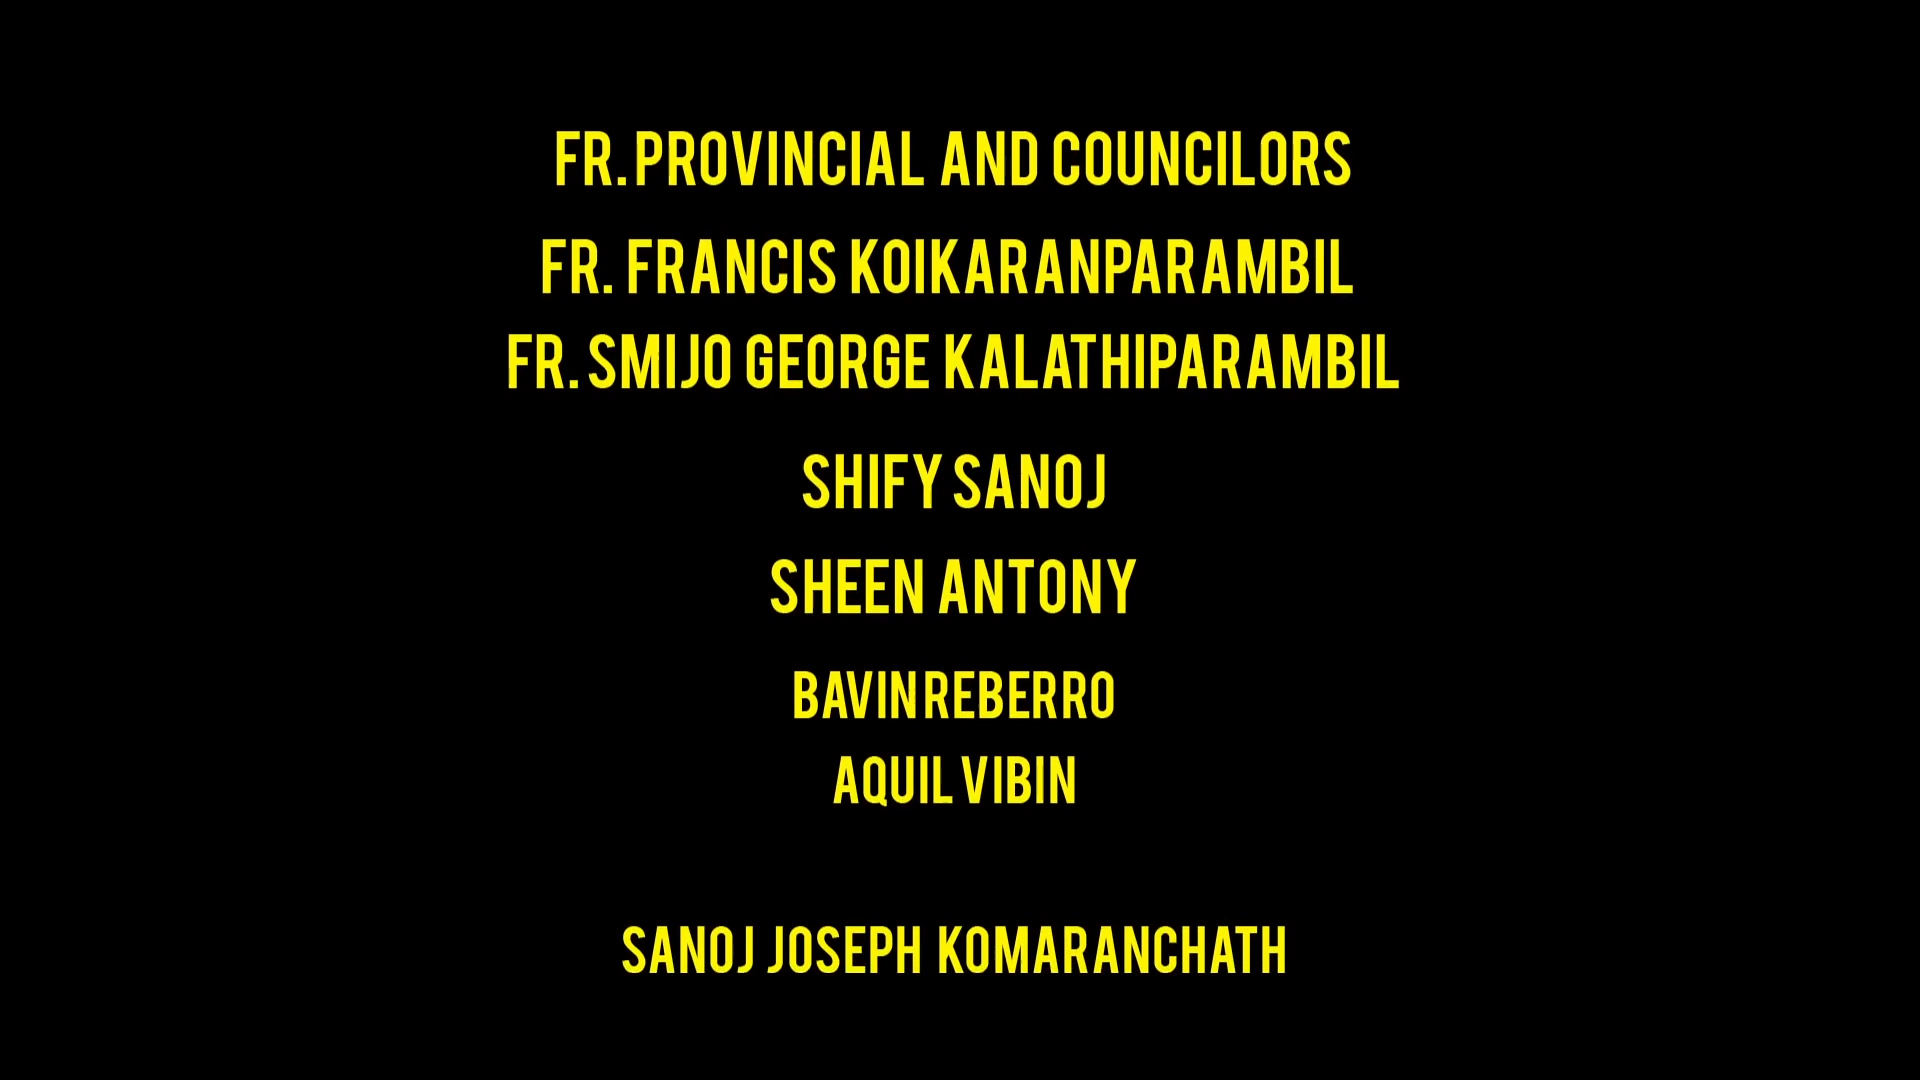 FR. PROVINCIAL AND COUNCILORS
FR. FRANCIS KOIKARANPARAMBIL
FR. SMIJO GEORGE KALATHIPARAMBIL
SHIFY SANOJ
SHEEN ANTONY
BAVIN REBERRO
AQUIL VIBIN
SANOJ JOSEPH KOMARANCHATH